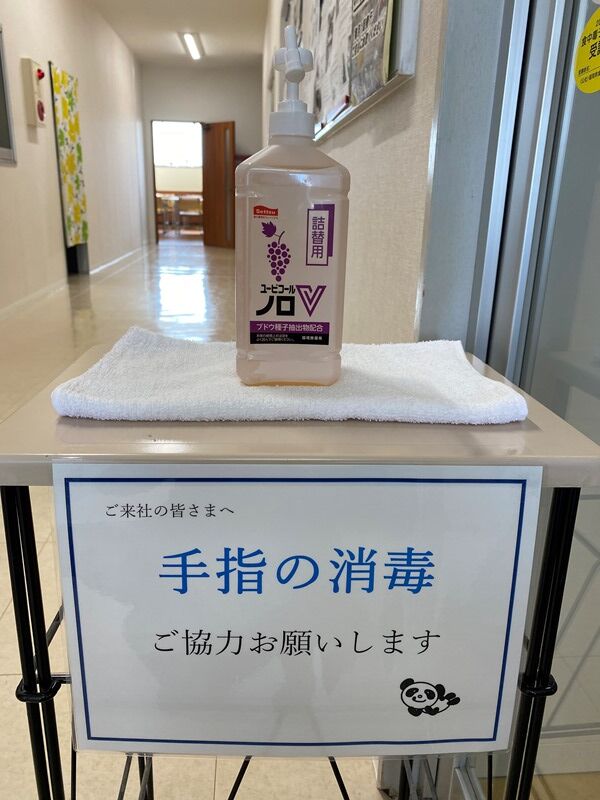 Settsu
詰替用
ユービコール
ノロV
ブドウ種子抽出物配合
ご来社の皆さまへ
手指の消毒
ご協力お願いします